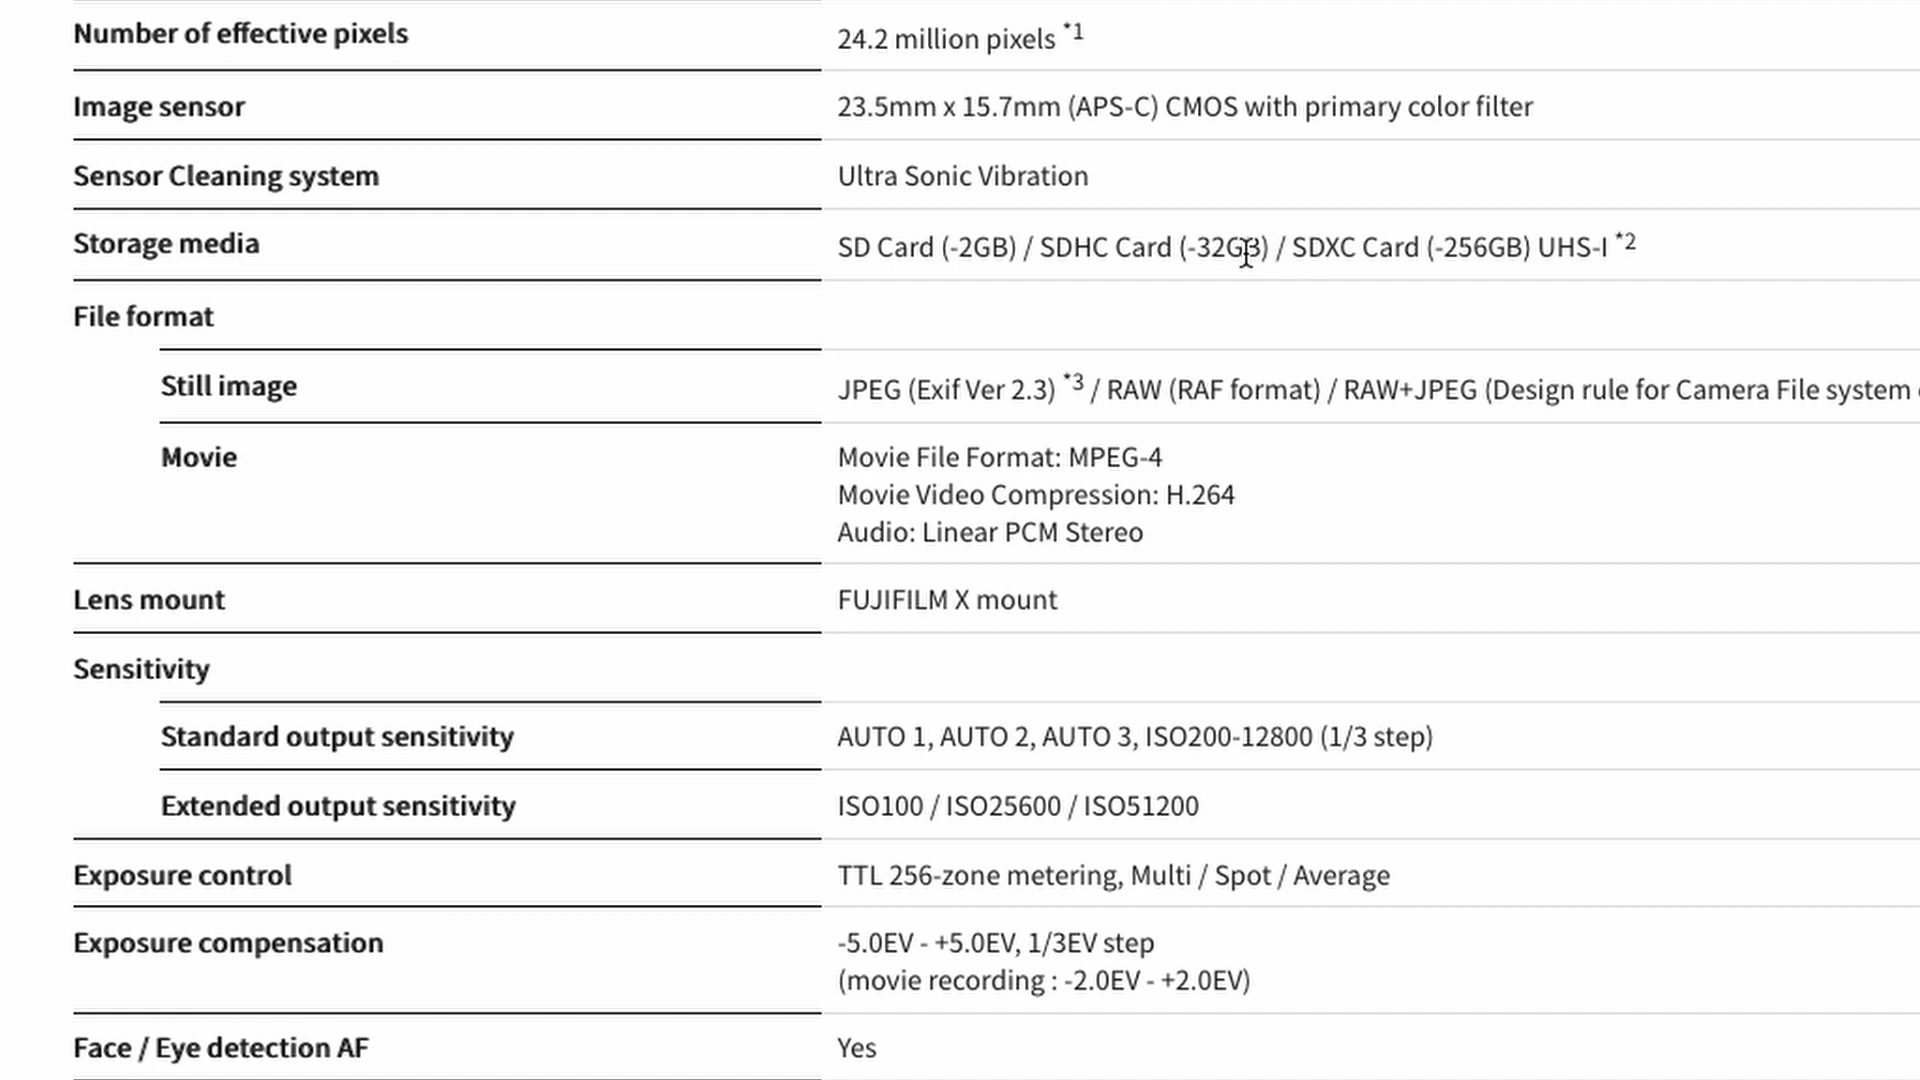 Number of effective pixels 24.2 million pixels *1
Image sensor 23.5mm x 15.7mm (APS-C) CMOS with primary color filter
Sensor Cleaning system Ultra Sonic Vibration
Storage media SD Card (-2GB) / SDHC Card (-32GB) / SDXC Card (-256GB) UHS-I *2
File format
Still image JPEG (Exif Ver 2.3) *3 / RAW (RAF format) / RAW+JPEG (Design rule for Camera File system
Movie Movie File Format: MPEG-4
Movie Video Compression: H.264
Audio: Linear PCM Stereo
Lens mount FUJIFILM X mount
Sensitivity
Standard output sensitivity AUTO 1, AUTO 2, AUTO 3, ISO200-12800 (1/3 step)
Extended output sensitivity ISO100 / ISO25600 / ISO51200
Exposure control TTL 256-zone metering, Multi / Spot / Average
Exposure compensation -5.0EV - +5.0EV, 1/3EV step
(movie recording : -2.0EV - +2.0EV)
Face / Eye detection AF Yes